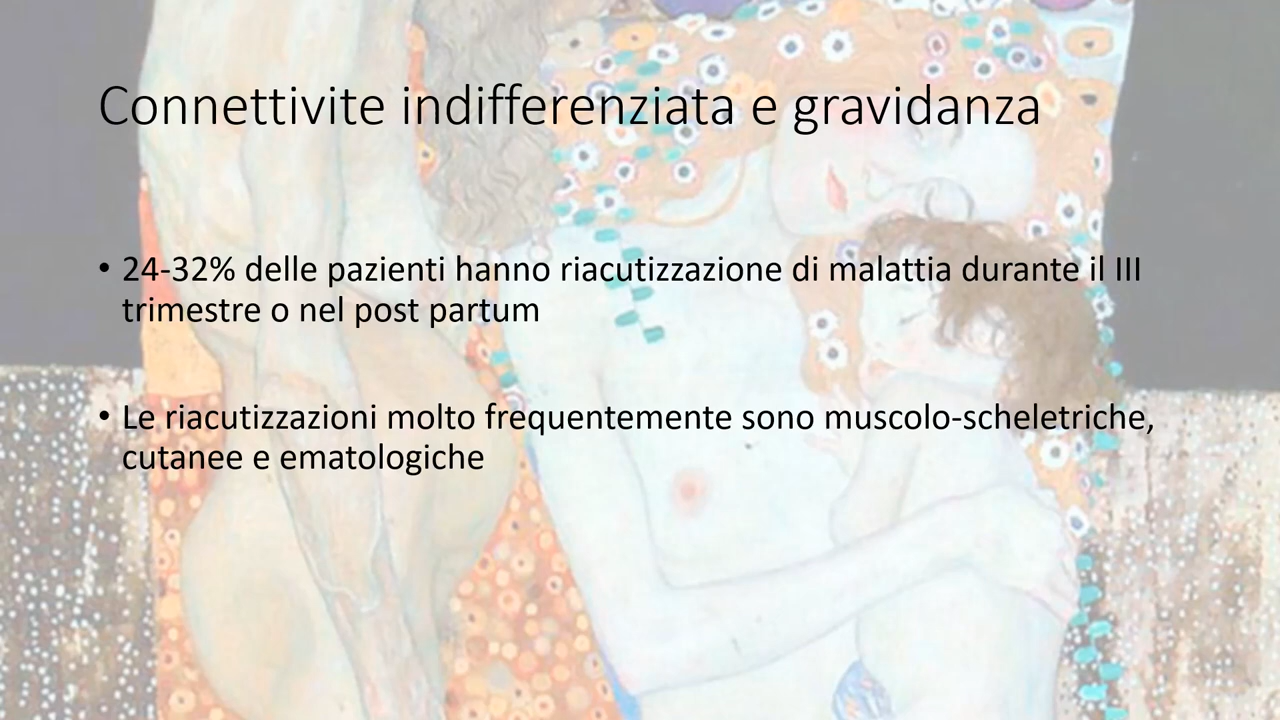 Connettivite indifferenziata e gravidanza
• 24-32% delle pazienti hanno riacutizzazione di malattia durante il III
trimestre o nel post partum
• Le riacutizzazioni molto frequentemente sono muscolo-scheletriche,
cutanee e ematologiche